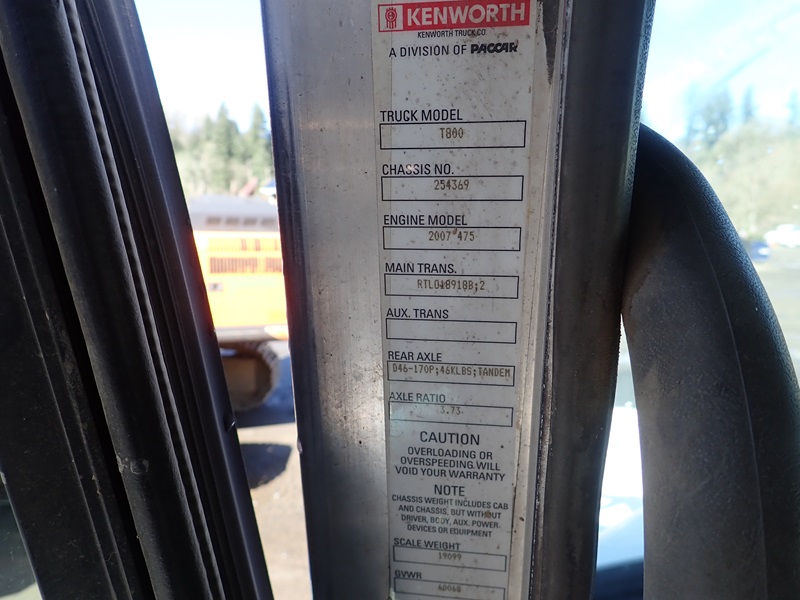 KENWORTH
KENWORTH TRUCK CO.
A DIVISION OF PACCAR
TRUCK MODEL
T800
CHASSIS NO.
254369
ENGINE MODEL
2007 475
MAIN TRANS.
RTLO18918B;2
AUX. TRANS
REAR AXLE
D46-170P;46KLBS;TANDEM
AXLE RATIO
3.73
CAUTION
OVERLOADING OR
OVERSPEEDING WILL
VOID YOUR WARRANTY
NOTE
CHASSIS WEIGHT INCLUDES CAB
AND CHASSIS, BUT WITHOUT
DRIVER, BODY, AUX. POWER.
DEVICES OR EQUIPMENT
SCALE WEIGHT
19099
GVWR